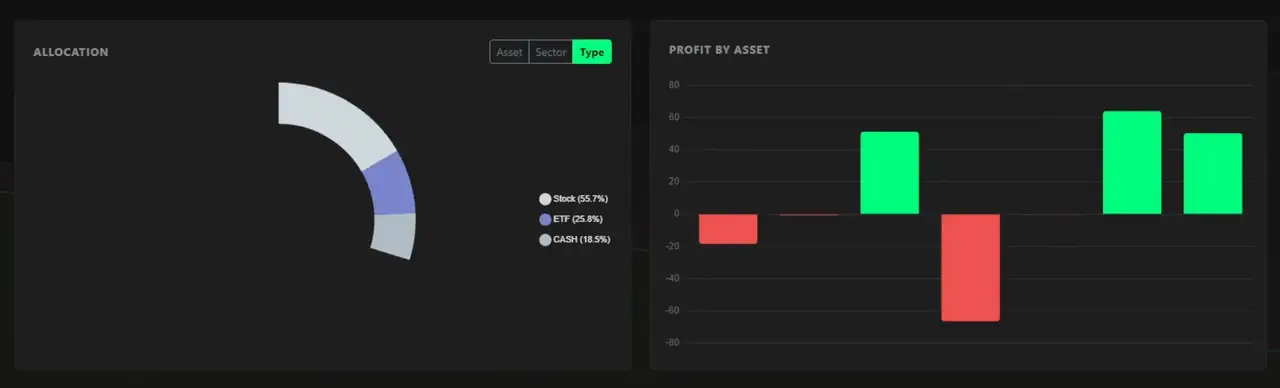 ALLOCATION
Asset Sector Type
Stock (55.7%)
ETF (25.8%)
CASH (18.5%)
PROFIT BY ASSET
80
60
40
20
0
-20
-40
-60
-80